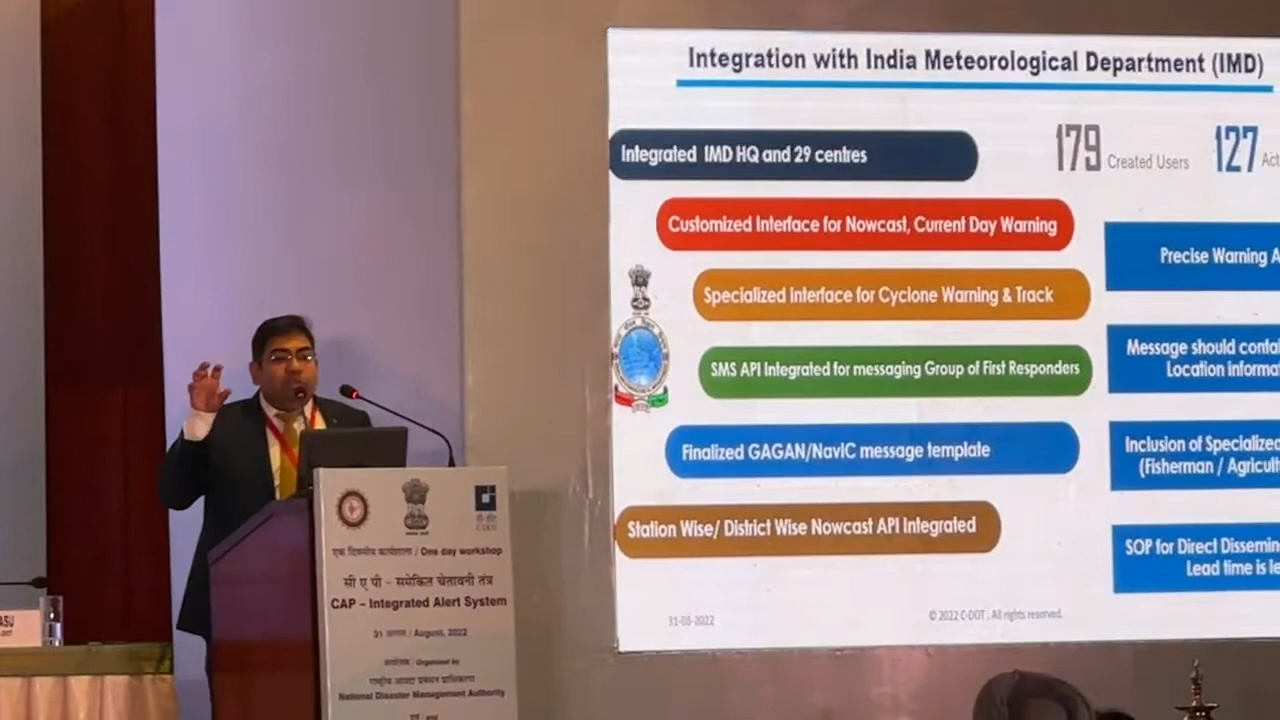 Integration with India Meteorological Department (IMD)
Integrated IMD HQ and 29 centres
179 Created Users
127 Act
Customized Interface for Nowcast, Current Day Warning
Specialized Interface for Cyclone Warning & Track
SMS API Integrated for messaging Group of First Responders
Finalized GAGAN/NavIC message template
Station Wise/ District Wise Nowcast API Integrated
Precise Warning A
Message should contai
Location informa
Inclusion of Specialized
(Fisherman / Agricult
SOP for Direct Dissemin
Lead time is le
31-08-2022
© 2022 C-DOT . All rights reserved.
एक दिवसीय कार्यशाला / One day workshop
सी ए पी - समेकित चेतावनी तंत्र
CAP – Integrated Alert System
31 अगस्त / August, 2022
आयोजक / Organised by
राष्ट्रीय आपदा प्रबंधन प्राधिकरण
National Disaster Management Authority
सी-डॉट
C-DOT
ASU